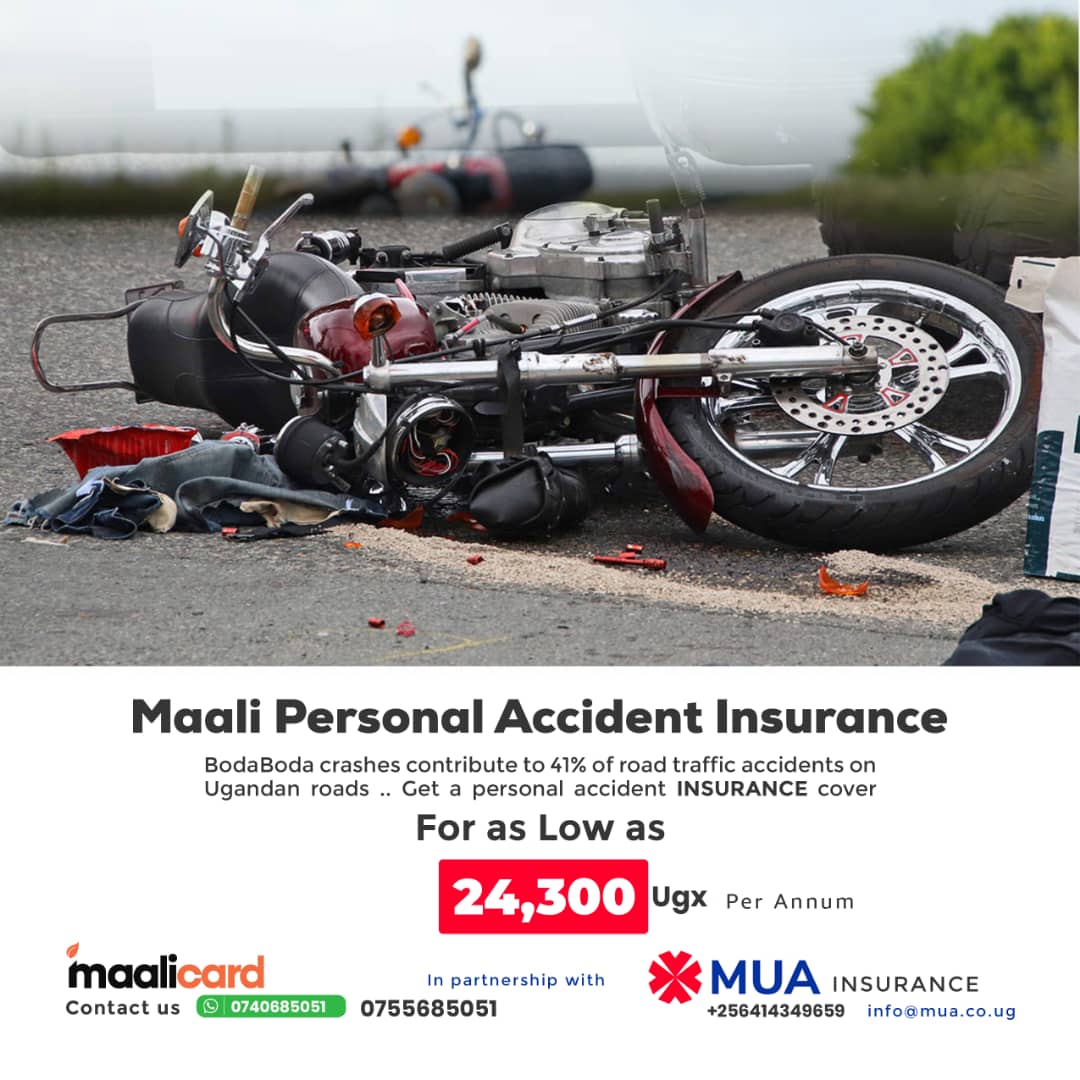 Maali Personal Accident Insurance
BodaBoda crashes contribute to 41% of road traffic accidents on
Ugandan roads .. Get a personal accident INSURANCE cover
For as Low as
24,300 Ugx Per Annum
maalicard
Contact us 0740685051 0755685051
In partnership with
MUA INSURANCE
+256414349659 info@mua.co.ug